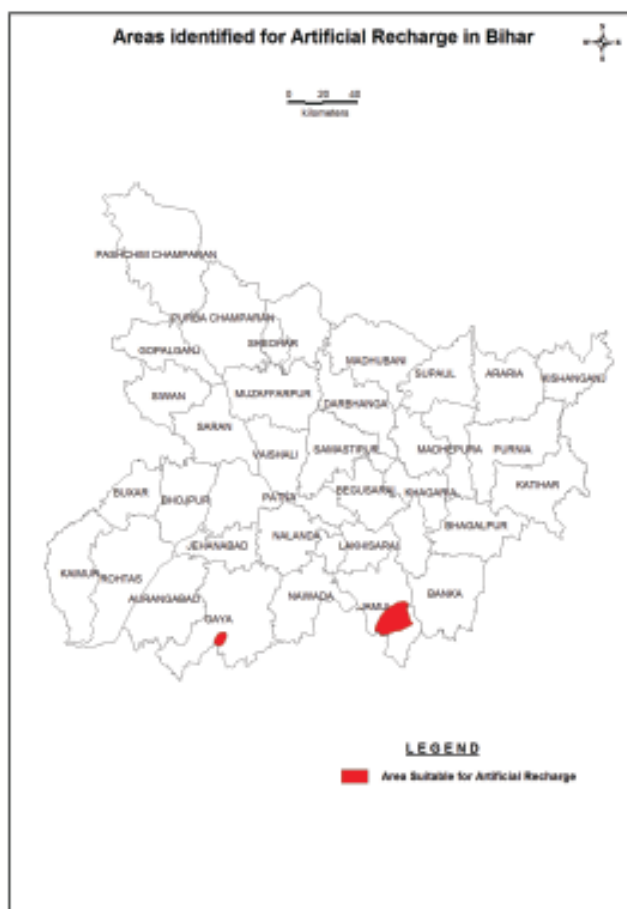 Areas identified for Artificial Recharge in Bihar
N
0 20 40
kilometers
PASHCHIM CHAMPARAN
PURBA CHAMPARAN
SHEOHAR
GOPALGANJ
MADHUBANI
SUPAUL
ARARIA
KISHANGANJ
SIWAN
MUZAFFARPUR
DARBHANGA
SARAN
VAISHALI
SAMASTIPUR
MADHEPURA
PURNIA
KATIHAR
BUXAR
BHOJPUR
PATNA
BEGUSARAI
KHAGARIA
BHAGALPUR
NALANDA
JEHANABAD
LAKHISARAI
KAIMUR
ROHTAS
AURANGABAD
NAWADA
BANKA
JAMUI
GAYA
LEGEND
Area Suitable for Artificial Recharge